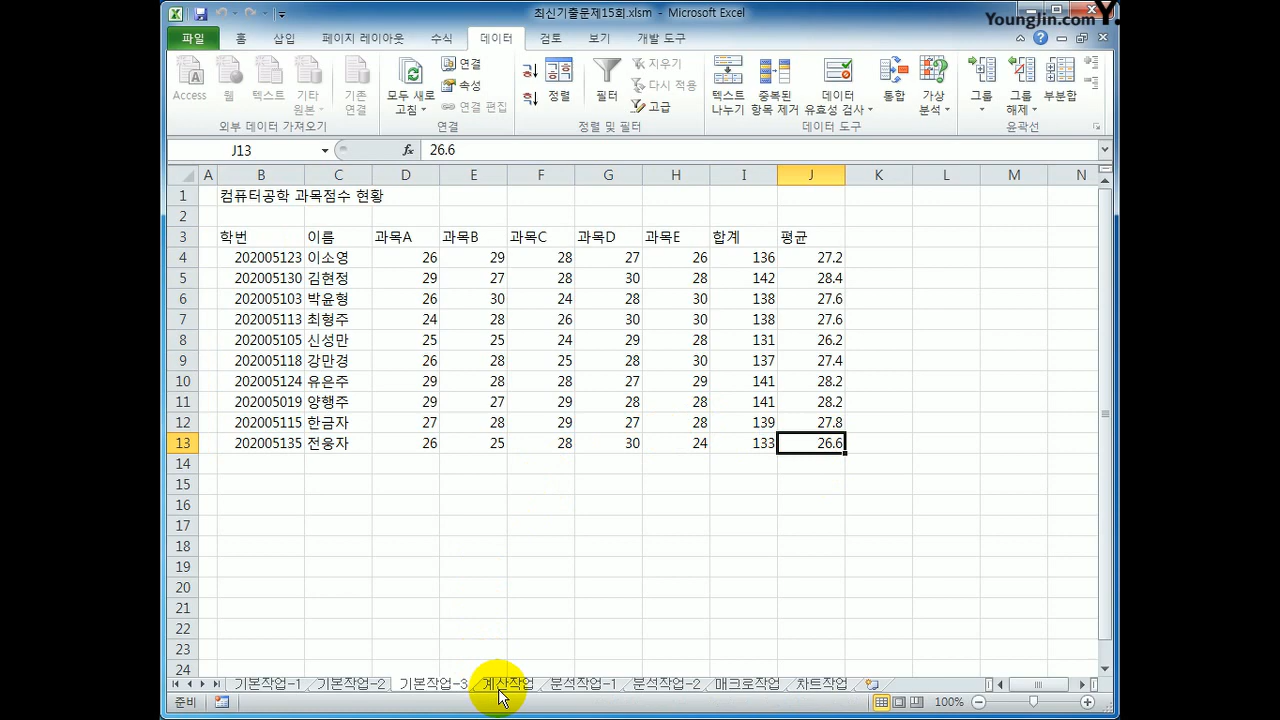 최신기출문제15회.xlsm - Microsoft Excel
YoungJin.com Y.
파일 홈 삽입 페이지 레이아웃 수식 데이터 검토 보기 개발 도구
Access 웹 텍스트 기타 원본 기존 연결 모두 새로 고침 연결 속성 연결 편집 정렬 필터 지우기 다시 적용 고급 텍스트 나누기 중복된 항목 제거 데이터 유효성 검사 통합 가상 분석 그룹 그룹 해제 부분합
외부 데이터 가져오기 연결 정렬 및 필터 데이터 도구 윤곽선
J13 fx 26.6
A B C D E F G H I J K L M N
1 컴퓨터공학 과목점수 현황
2
3 학번 이름 과목A 과목B 과목C 과목D 과목E 합계 평균
4 202005123 이소영 26 29 28 27 26 136 27.2
5 202005130 김현정 29 27 28 30 28 142 28.4
6 202005103 박윤형 26 30 24 28 30 138 27.6
7 202005113 최형주 24 28 26 30 30 138 27.6
8 202005105 신성만 25 25 24 29 28 131 26.2
9 202005118 강만경 26 28 25 28 30 137 27.4
10 202005124 유은주 29 28 28 27 29 141 28.2
11 202005019 양행주 29 27 29 28 28 141 28.2
12 202005115 한금자 27 28 29 27 28 139 27.8
13 202005135 전웅자 26 25 28 30 24 133 26.6
14
15
16
17
18
19
20
21
22
23
24
기본작업-1 기본작업-2 기본작업-3 계산작업 분석작업-1 분석작업-2 매크로작업 차트작업
준비 100%